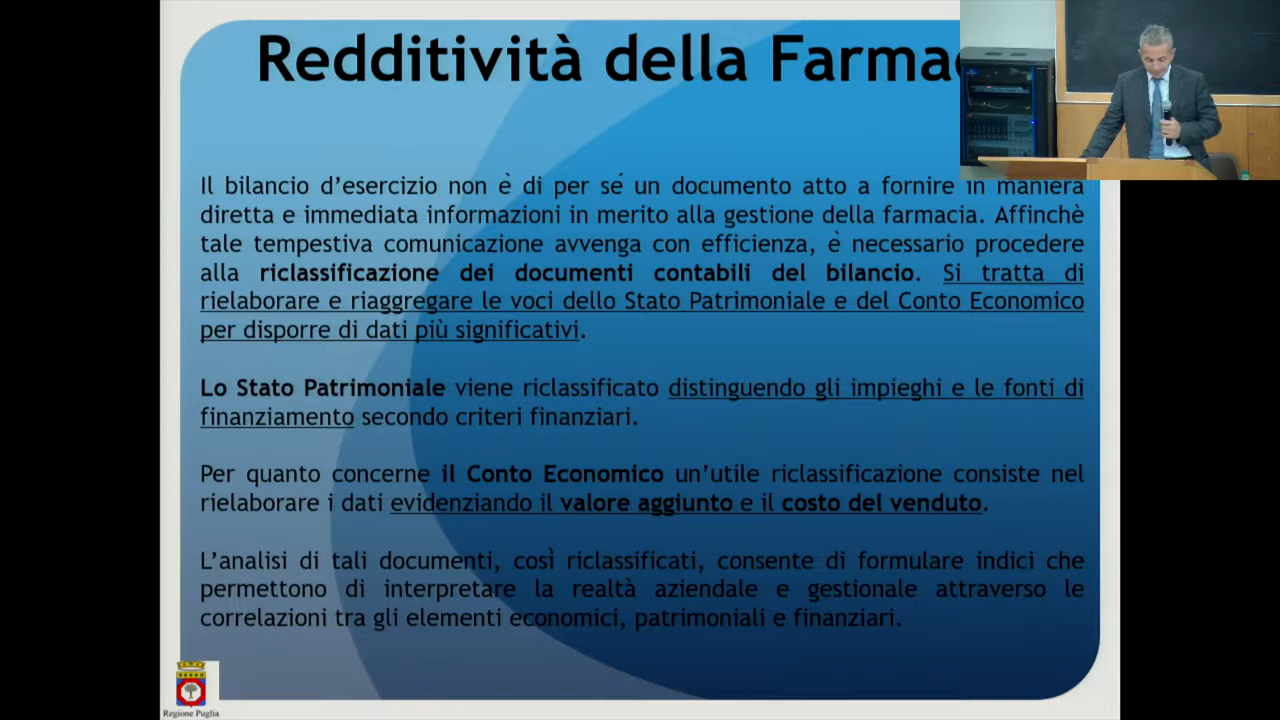 Redditività della Farmac
Il bilancio d'esercizio non è di per sé un documento atto a fornire in maniera
diretta e immediata informazioni in merito alla gestione della farmacia. Affinchè
tale tempestiva comunicazione avvenga con efficienza, è necessario procedere
alla riclassificazione dei documenti contabili del bilancio. Si tratta di
rielaborare e riaggregare le voci dello Stato Patrimoniale e del Conto Economico
per disporre di dati più significativi.
Lo Stato Patrimoniale viene riclassificato distinguendo gli impieghi e le fonti di
finanziamento secondo criteri finanziari.
Per quanto concerne il Conto Economico un'utile riclassificazione consiste nel
rielaborare i dati evidenziando il valore aggiunto e il costo del venduto.
L'analisi di tali documenti, così riclassificati, consente di formulare indici che
permettono di interpretare la realtà aziendale e gestionale attraverso le
correlazioni tra gli elementi economici, patrimoniali e finanziari.
Regione Puglia